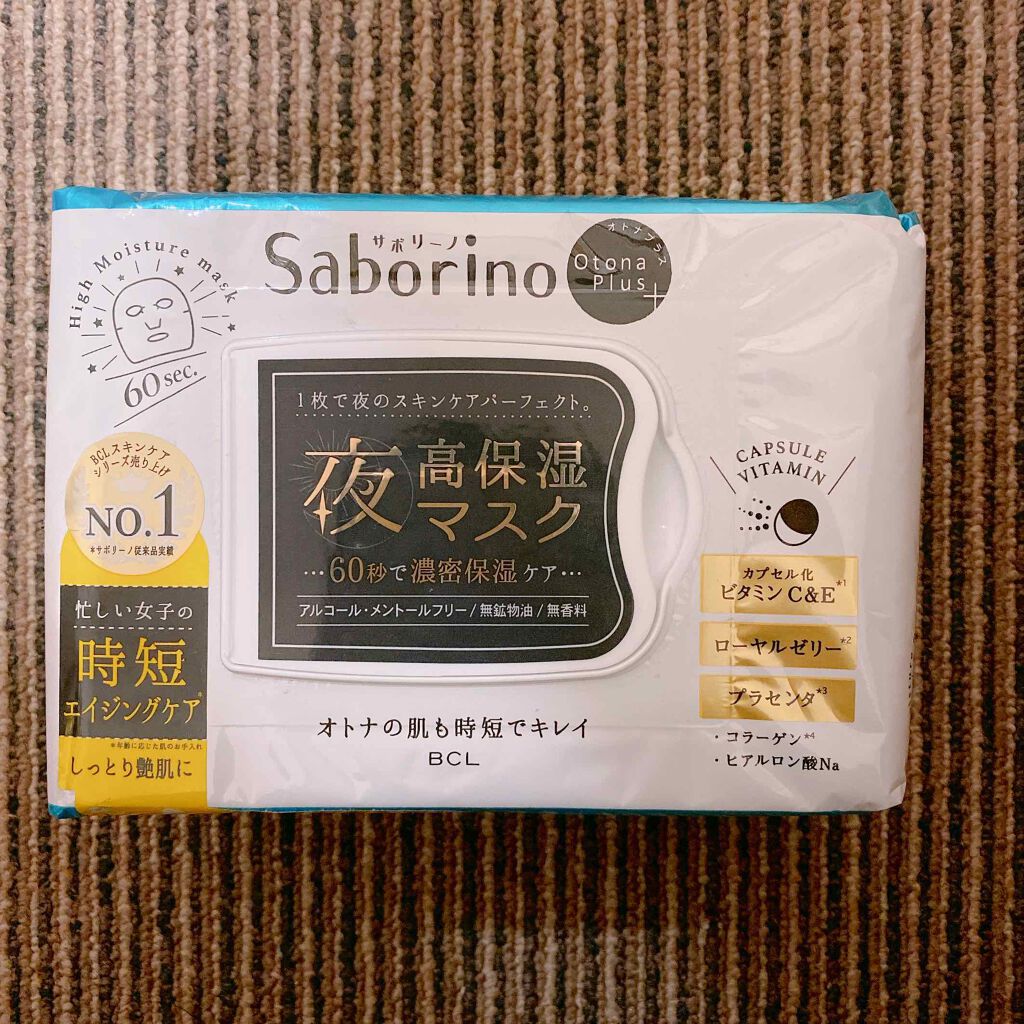 High Moisture mask
60 sec.
サボリーノ
Saborino
オトナプラス
Otona
Plus
1枚で夜のスキンケアパーフェクト。
夜 高保湿
マスク
…60秒で濃密保湿ケア…
アルコール・メントールフリー/無鉱物油/無香料
BCLスキンケア
シリーズ売り上げ
NO.1
*サボリーノ従来品実績
忙しい女子の
時短
エイジングケア*
*年齢に応じた肌のお手入れ
しっとり艶肌に
オトナの肌も時短でキレイ
BCL
CAPSULE
VITAMIN
カプセル化
ビタミンC&E*1
ローヤルゼリー*2
プラセンタ*3
・コラーゲン*4
・ヒアルロン酸Na